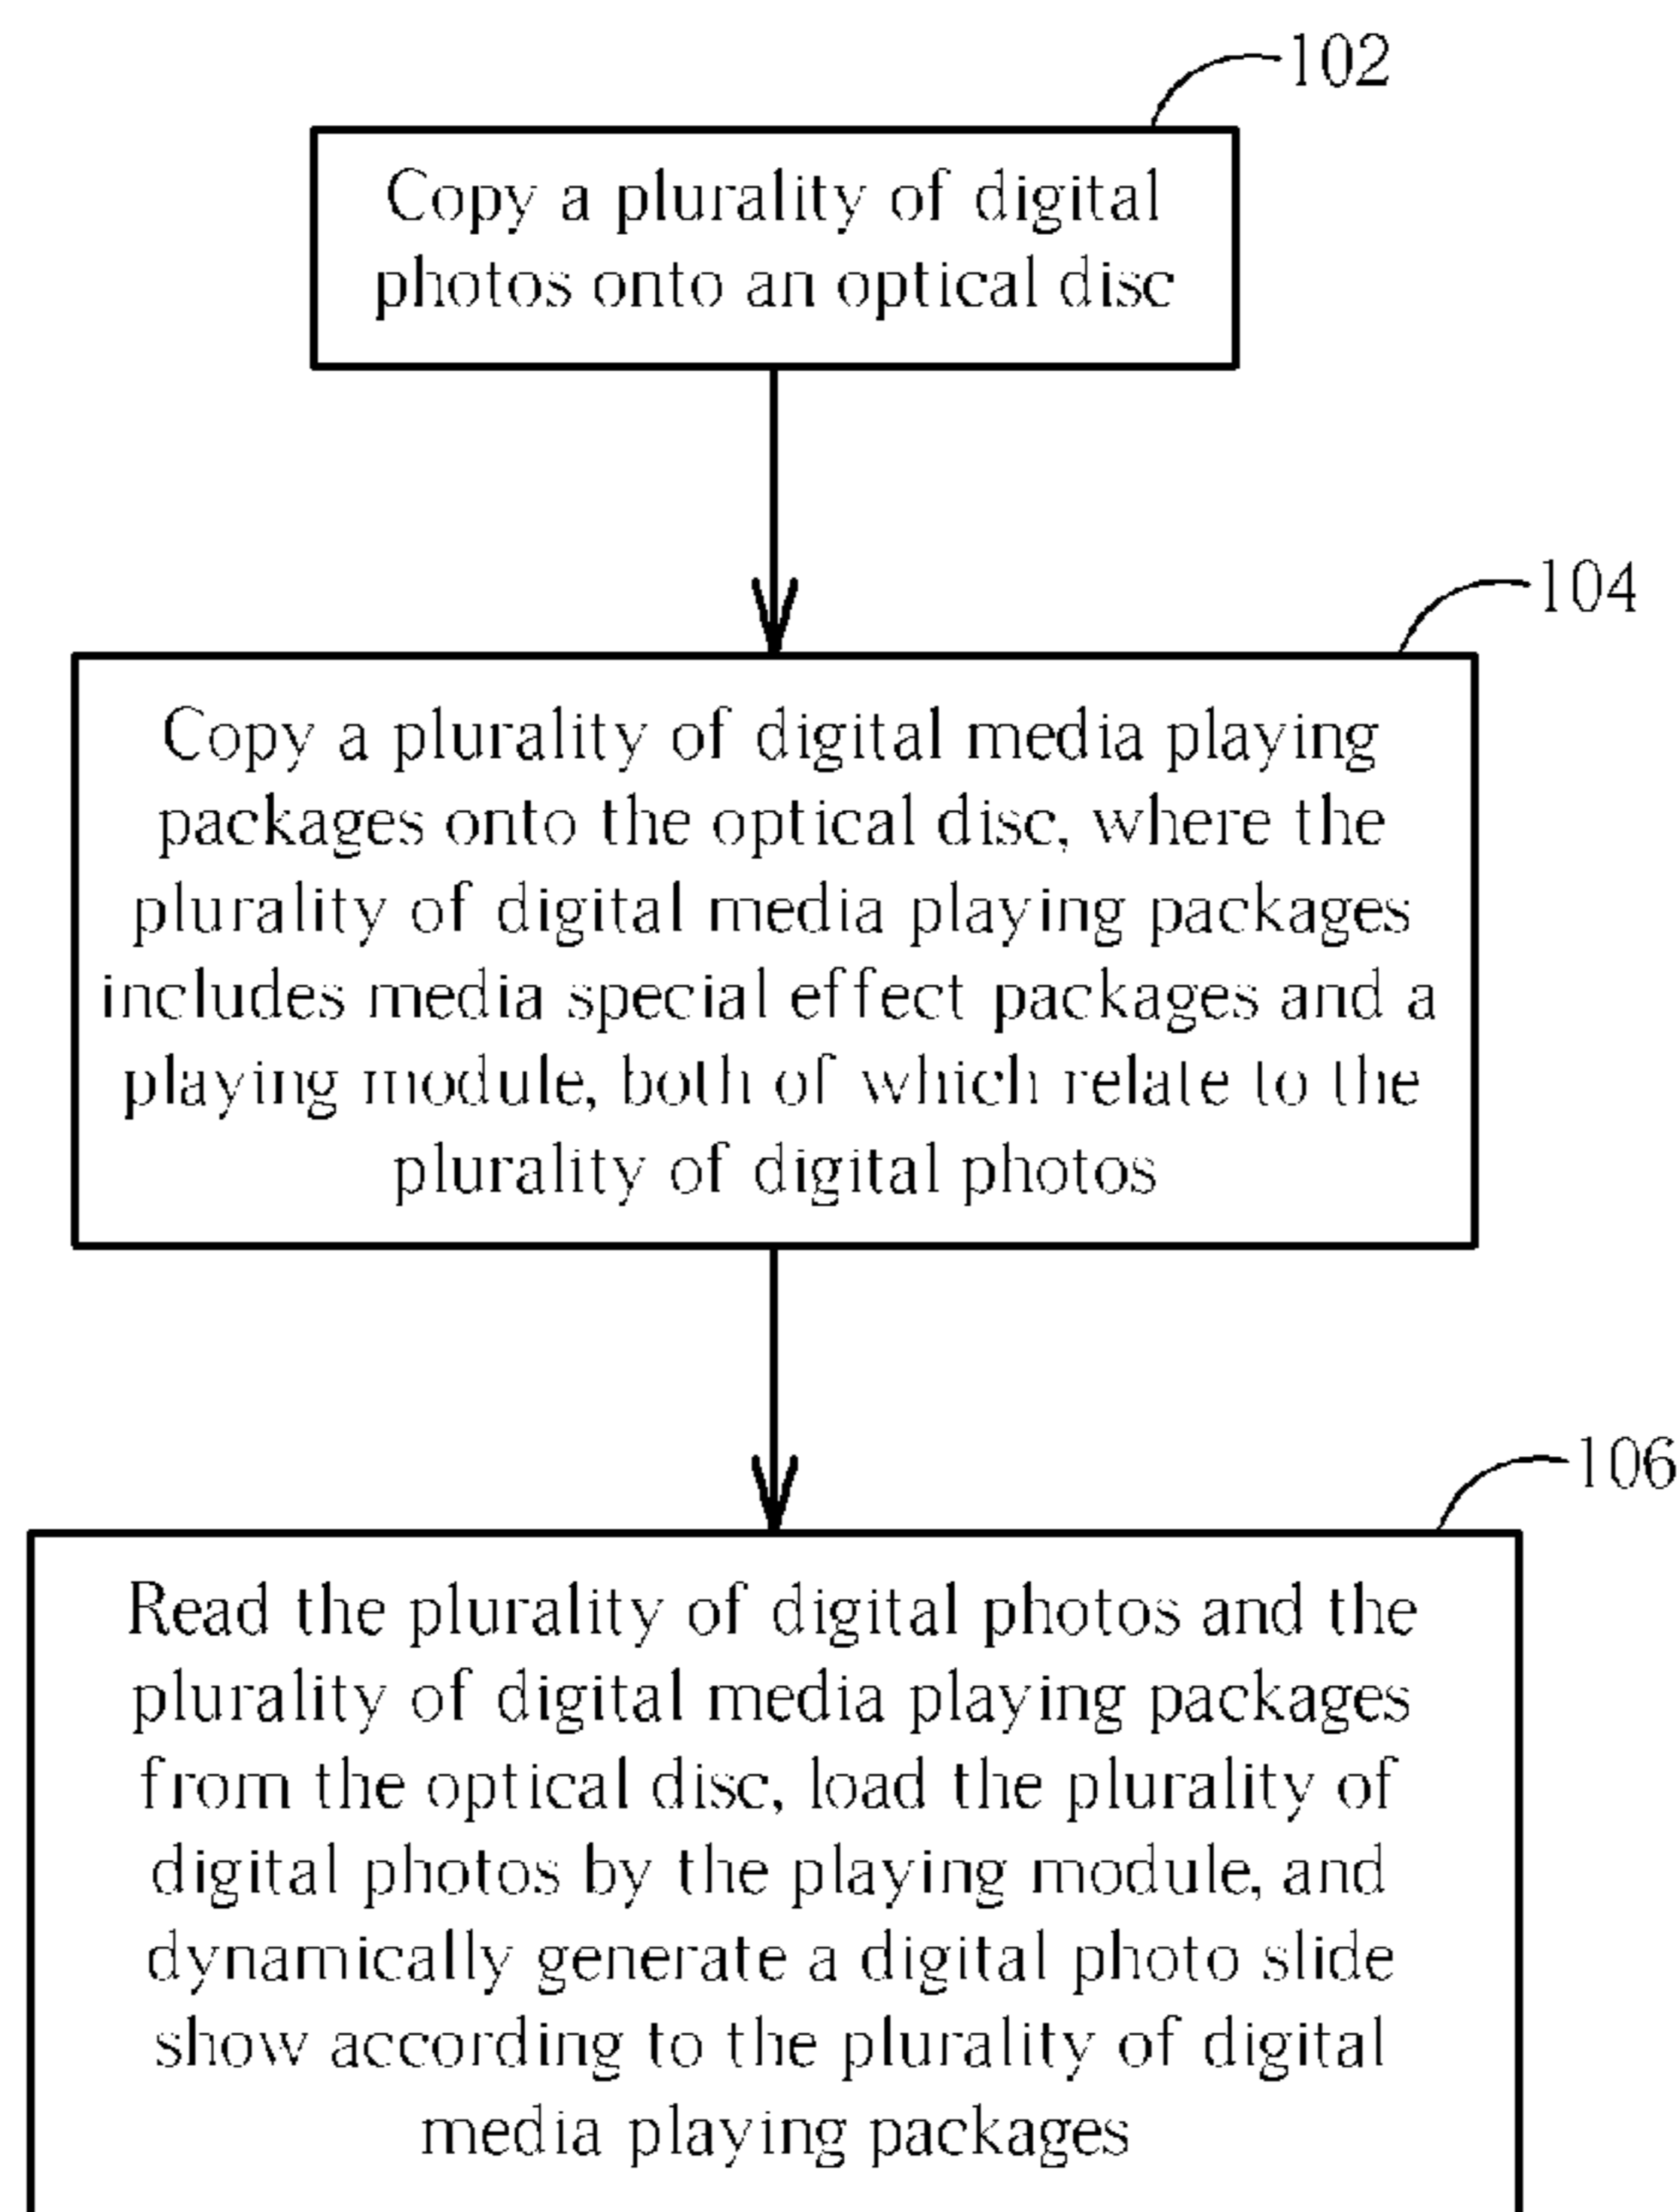 102
Copy a plurality of digital
photos onto an optical disc
104
Copy a plurality of digital media playing
packages onto the optical disc, where the
plurality of digital media playing packages
includes media special effect packages and a
playing module, both of which relate to the
plurality of digital photos
106
Read the plurality of digital photos and the
plurality of digital media playing packages
from the optical disc, load the plurality of
digital photos by the playing module, and
dynamically generate a digital photo slide
show according to the plurality of digital
media playing packages